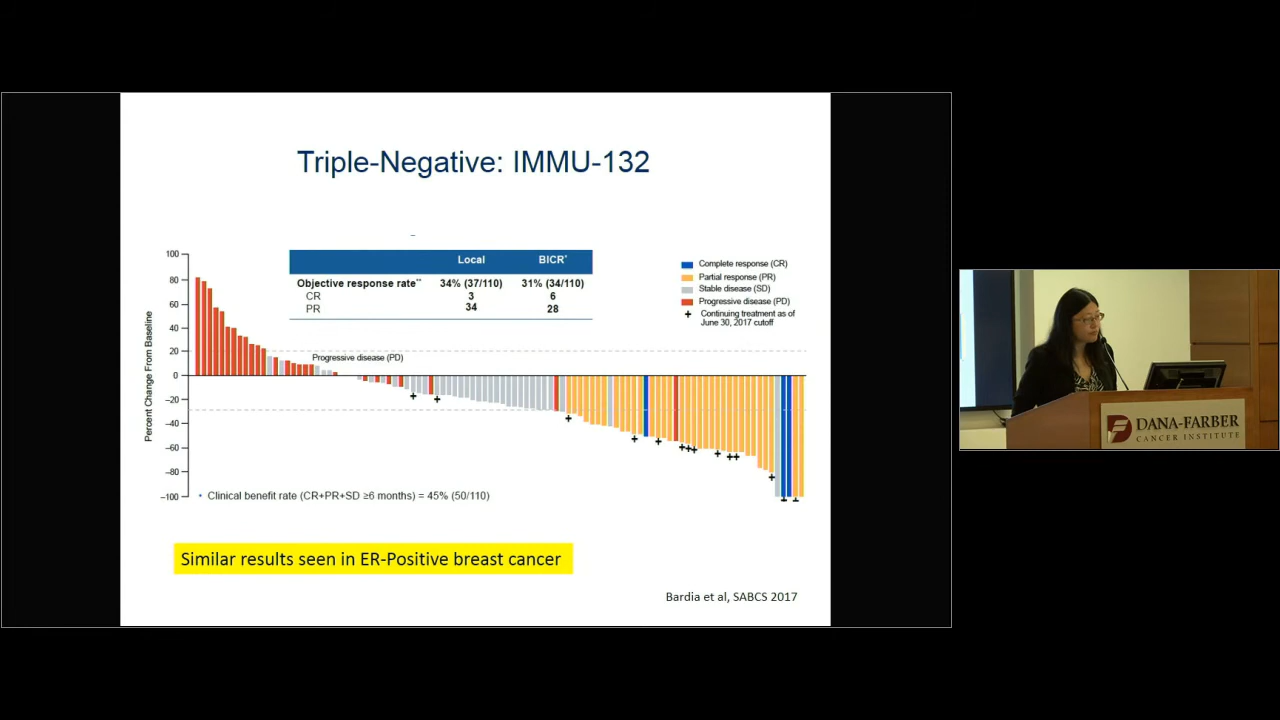 Triple-Negative: IMMU-132
Local BICR*
Objective response rate** 34% (37/110) 31% (34/110)
CR 3 6
PR 34 28
Complete response (CR)
Partial response (PR)
Stable disease (SD)
Progressive disease (PD)
+ Continuing treatment as of
June 30, 2017 cutoff
Percent Change From Baseline
100
80
60
40
20
0
−20
−40
−60
−80
−100
Progressive disease (PD)
• Clinical benefit rate (CR+PR+SD ≥6 months) = 45% (50/110)
Similar results seen in ER-Positive breast cancer
Bardia et al, SABCS 2017
DANA-FARBER
CANCER INSTITUTE